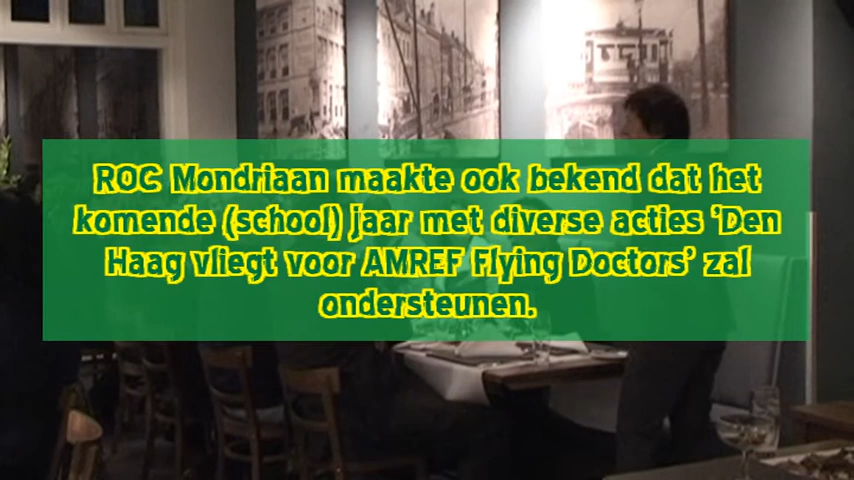 ROC Mondriaan maakte ook bekend dat het
komende (school) jaar met diverse acties 'Den
Haag vliegt voor AMREF Flying Doctors' zal
ondersteunen.